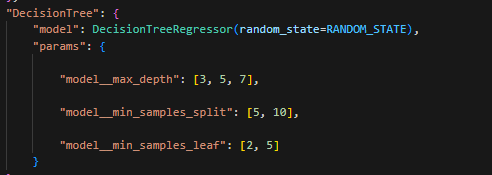 "DecisionTree": {
"model": DecisionTreeRegressor(random_state=RANDOM_STATE),
"params": {
"model__max_depth": [3, 5, 7],
"model__min_samples_split": [5, 10],
"model__min_samples_leaf": [2, 5]
}